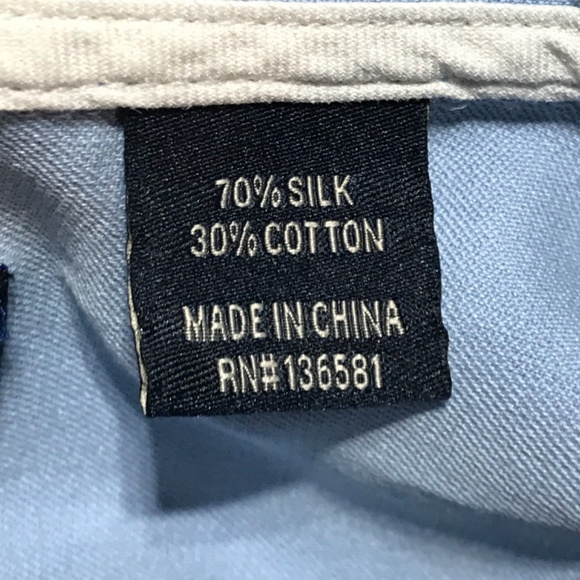 70% SILK
30% COTTON
MADE IN CHINA
RN# 136581